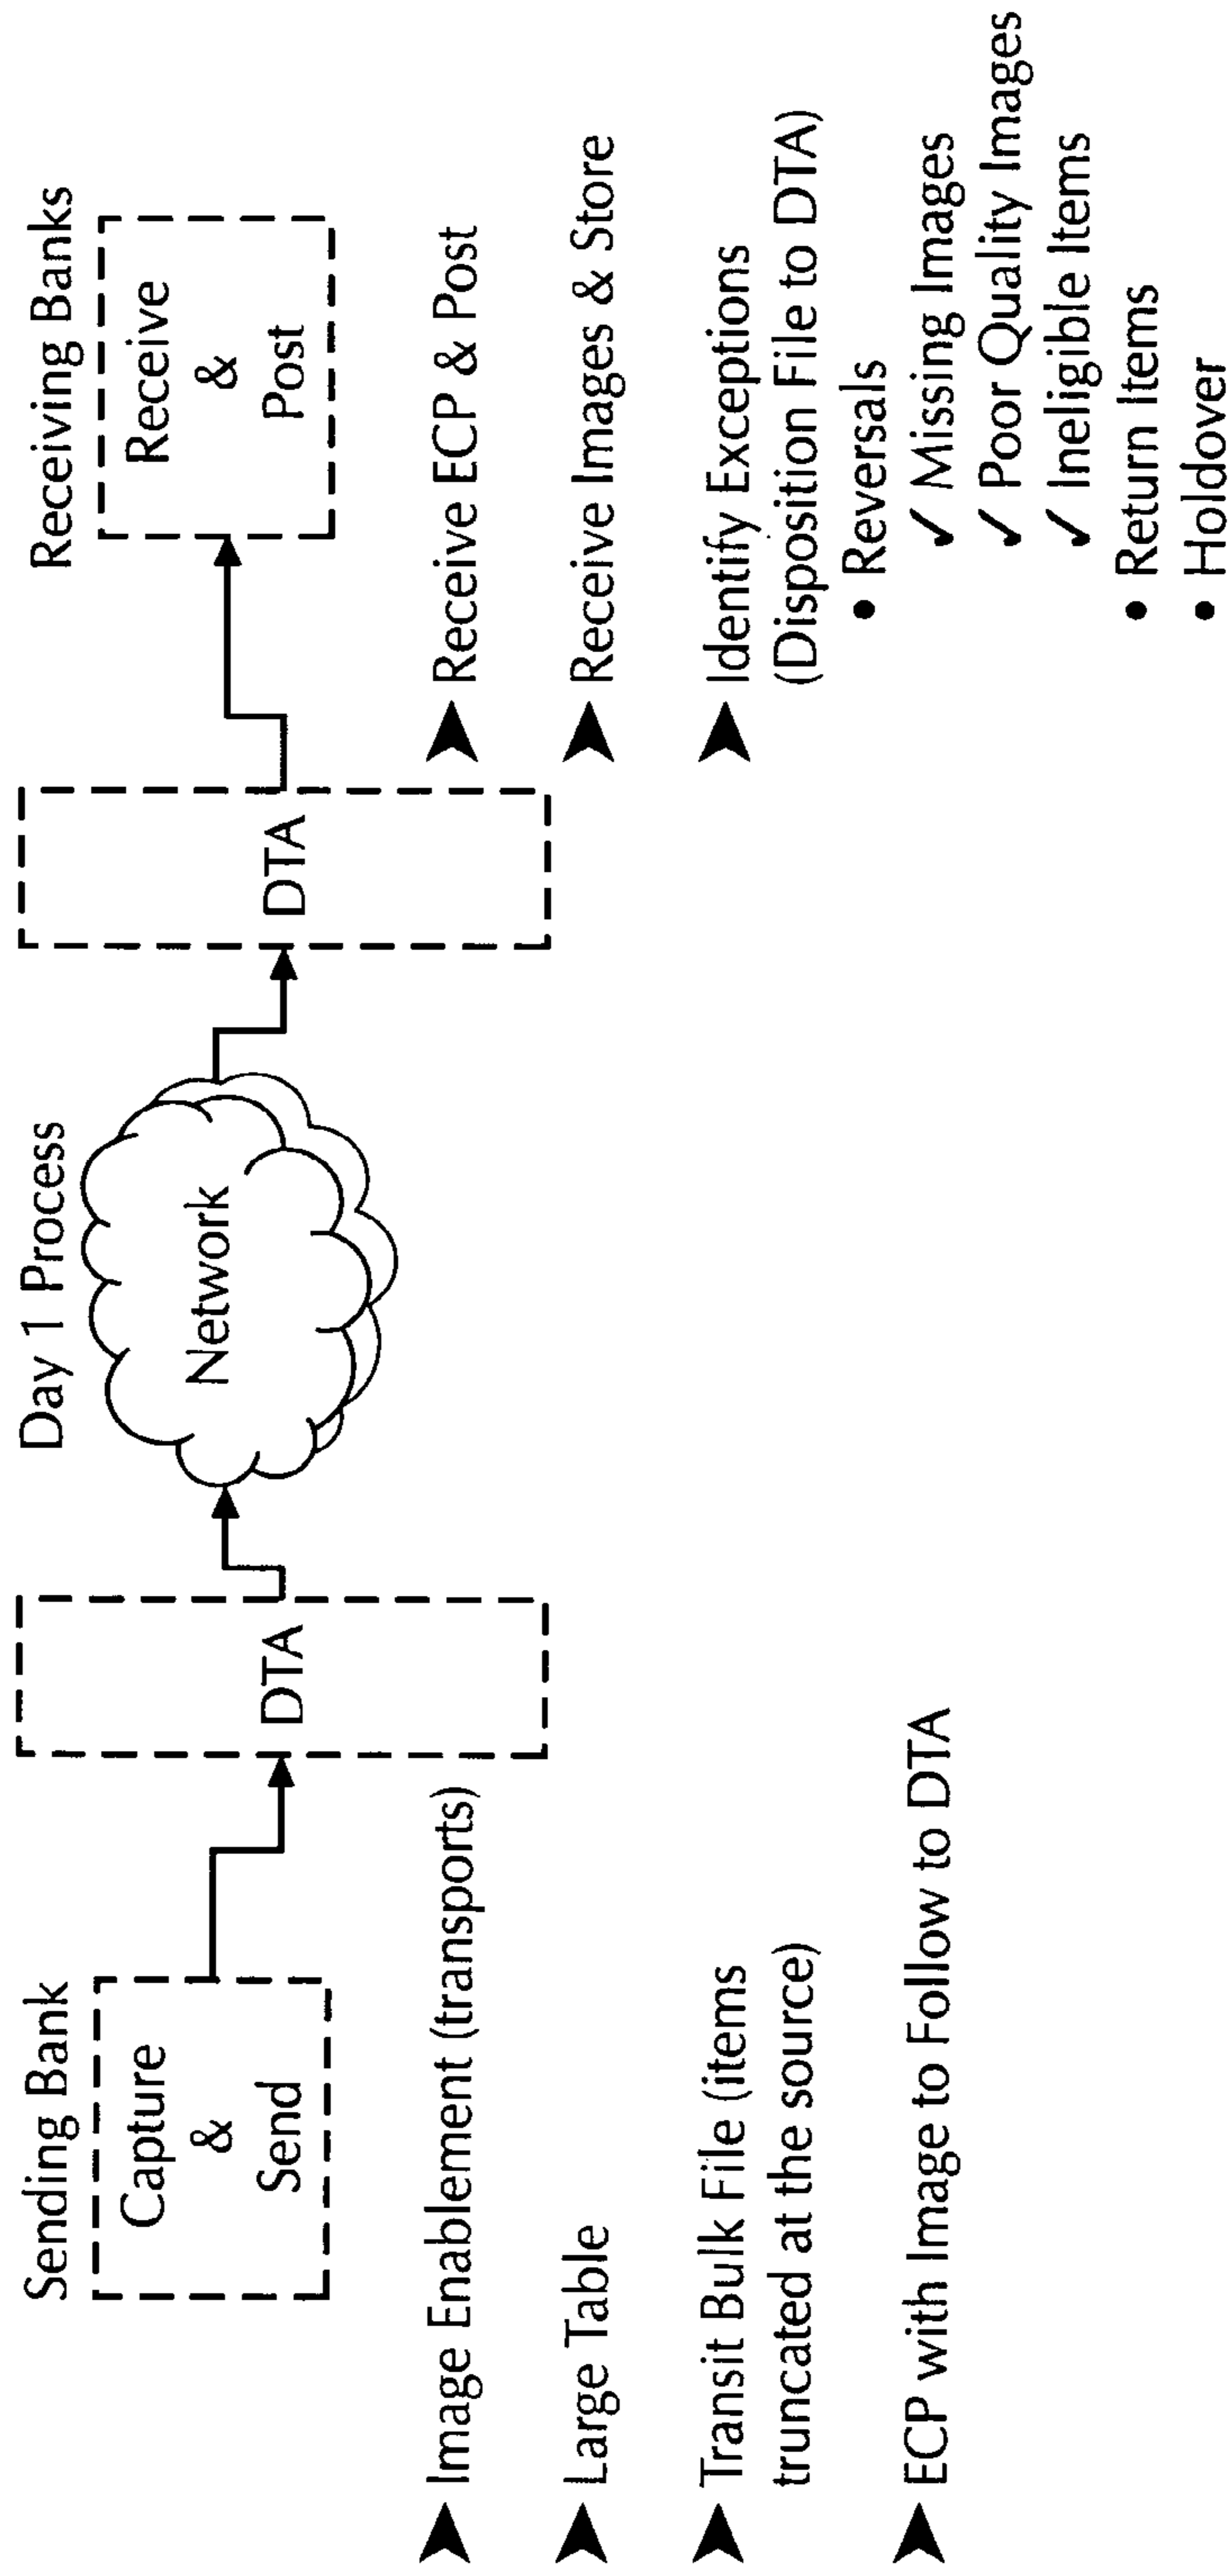 Day 1 Process
Sending Bank
Capture
&
Send
DTA
Network
DTA
Receiving Banks
Receive
&
Post
➤ Image Enablement (transports)
➤ Large Table
➤ Transit Bulk File (items
truncated at the source)
➤ ECP with Image to Follow to DTA
➤ Receive ECP & Post
➤ Receive Images & Store
➤ Identify Exceptions
(Disposition File to DTA)
• Reversals
✓ Missing Images
✓ Poor Quality Images
✓ Ineligible Items
• Return Items
• Holdover